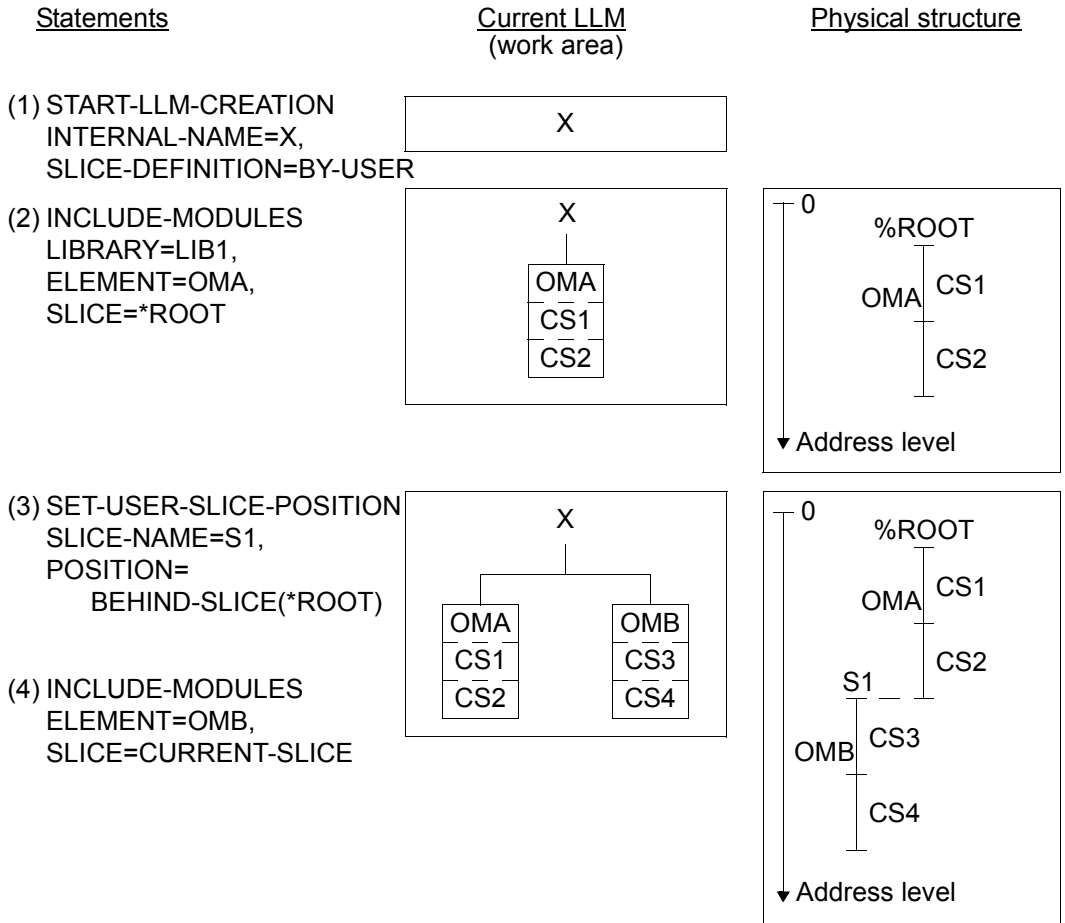 Statements
Current LLM
(work area)
Physical structure
(1) START-LLM-CREATION
INTERNAL-NAME=X,
SLICE-DEFINITION=BY-USER
X
(2) INCLUDE-MODULES
LIBRARY=LIB1,
ELEMENT=OMA,
SLICE=*ROOT
X
OMA
CS1
CS2
0
%ROOT
OMA
CS1
CS2
Address level
(3) SET-USER-SLICE-POSITION
SLICE-NAME=S1,
POSITION=
BEHIND-SLICE(*ROOT)
(4) INCLUDE-MODULES
ELEMENT=OMB,
SLICE=CURRENT-SLICE
X
OMA
CS1
CS2
OMB
CS3
CS4
0
%ROOT
OMA
CS1
CS2
S1
OMB
CS3
CS4
Address level